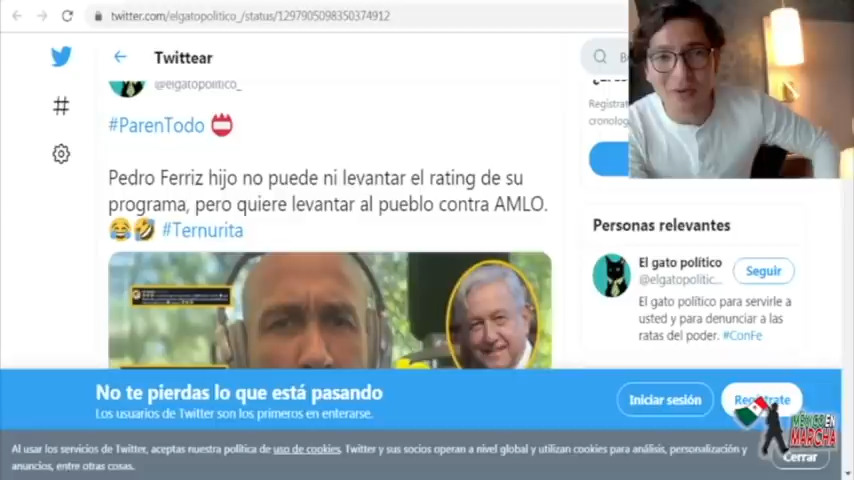 twitter.com/elgatopolitico_/status/1297905098350374912
Twittear
@elgatopolitico_
#ParenTodo
Pedro Ferriz hijo no puede ni levantar el rating de su
programa, pero quiere levantar al pueblo contra AMLO.
#Ternurita
Registrat
cronolog
Personas relevantes
El gato político
@elgatopolític...
Seguir
El gato político para servirle a
usted y para denunciar a las
ratas del poder. #ConFe
No te pierdas lo que está pasando
Los usuarios de Twitter son los primeros en enterarse.
Iniciar sesión
Regístrate
MÉXICO EN
MARCHA
Al usar los servicios de Twitter, aceptas nuestra política de uso de cookies. Twitter y sus socios operan a nivel global y utilizan cookies para análisis, personalización y
anuncios, entre otras cosas.
Cerrar